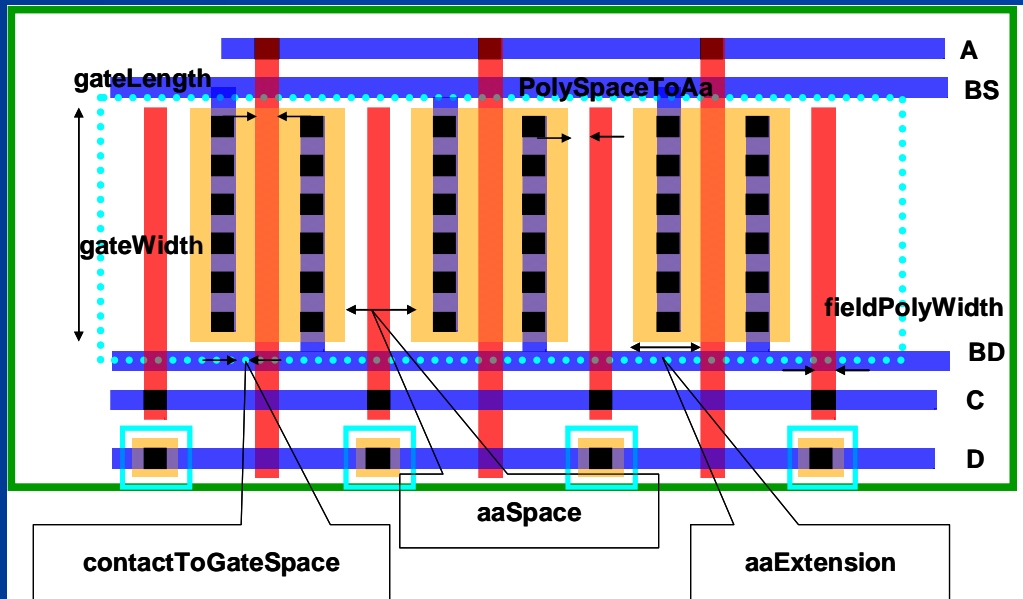 A
gateLength
PolySpaceToAa
BS
gateWidth
fieldPolyWidth
BD
C
D
aaSpace
contactToGateSpace
aaExtension